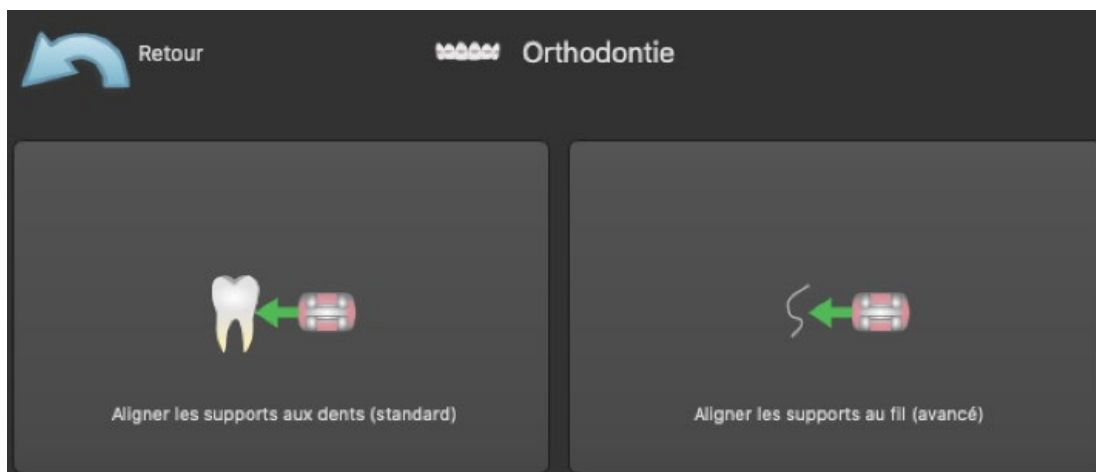 Retour
Orthodontie
Aligner les supports aux dents (standard)
Aligner les supports au fil (avancé)